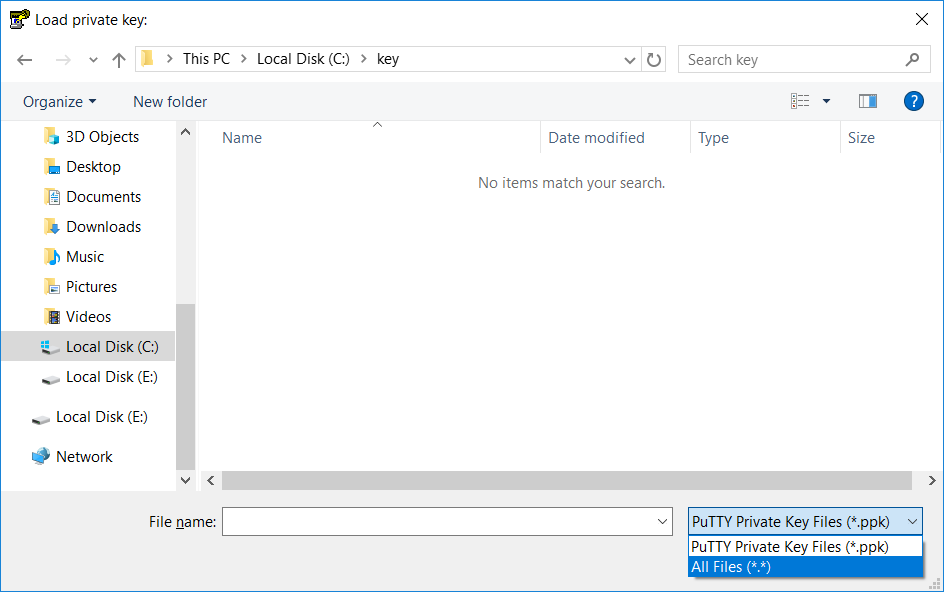 Load private key:
This PC > Local Disk (C:) > key
Search key
Organize
New folder
?
Name
Date modified
Type
Size
No items match your search.
3D Objects
Desktop
Documents
Downloads
Music
Pictures
Videos
Local Disk (C:)
Local Disk (E:)
Local Disk (E:)
Network
File name:
PuTTY Private Key Files (*.ppk)
PuTTY Private Key Files (*.ppk)
All Files (*.*)